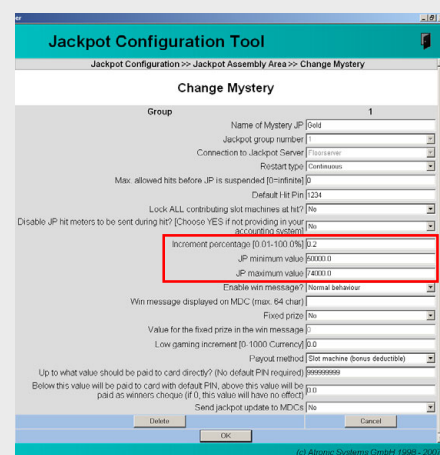 er
Jackpot Configuration Tool
Jackpot Configuration >> Jackpot Assembly Area >> Change Mystery
Change Mystery
Group 1
Name of Mystery JP Gold
Jackpot group number 1
Connection to Jackpot Server Floorserver
Restart type Continuous
Max. allowed hits before JP is suspended [0=infinite] 0
Default Hit Pin 1234
Lock ALL contributing slot machines at hit? No
Disable JP hit meters to be sent during hit? [Choose YES if not providing in your
accounting system] No
Increment percentage [0.01-100.0%] 0.2
JP minimum value 50000.0
JP maximum value 74000.0
Enable win message? Normal behaviour
Win message displayed on MDC (max. 64 char)
Fixed prize No
Value for the fixed prize in the win message 0
Low gaming increment [0-1000 Currency] 0.0
Payout method Slot machine (bonus deductible)
Up to what value should be paid to card directly? (No default PIN required) 999999999
Below this value will be paid to card with default PIN, above this value will be
paid as winners cheque (if 0, this value will have no effect) 0.0
Send jackpot update to MDCs No
Delete Cancel
OK
(c) Atronic Systems GmbH 1998 - 200